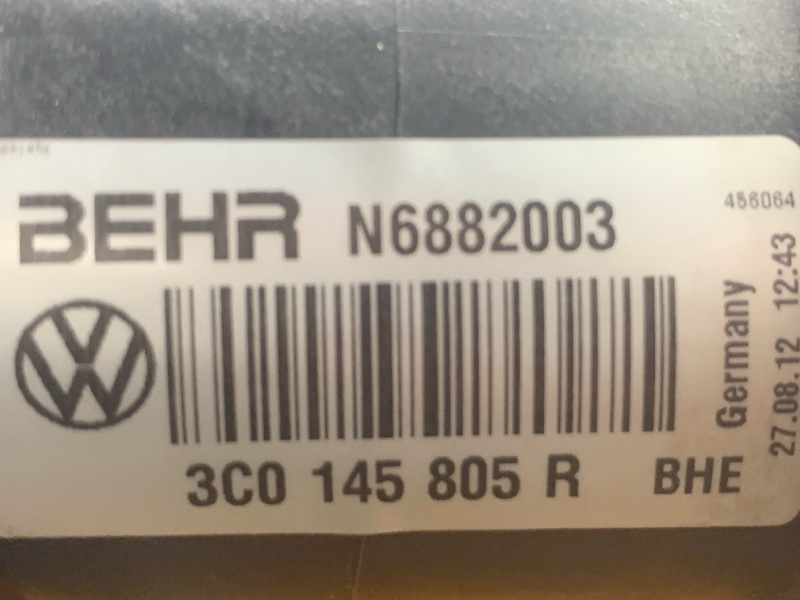 BEHR N6882003
456064
3C0 145 805 R BHE
Germany
27.08.12 12:43